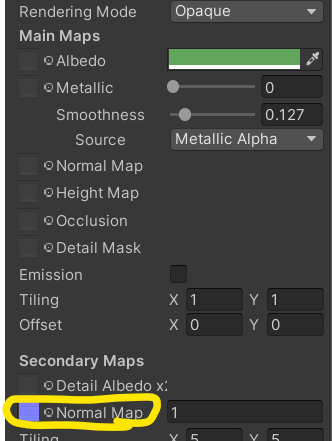 Rendering Mode Opaque
Main Maps
Albedo
Metallic 0
Smoothness 0.127
Source Metallic Alpha
Normal Map
Height Map
Occlusion
Detail Mask
Emission
Tiling X 1 Y 1
Offset X 0 Y 0
Secondary Maps
Detail Albedo x2
Normal Map 1
Tiling X 5 Y 5